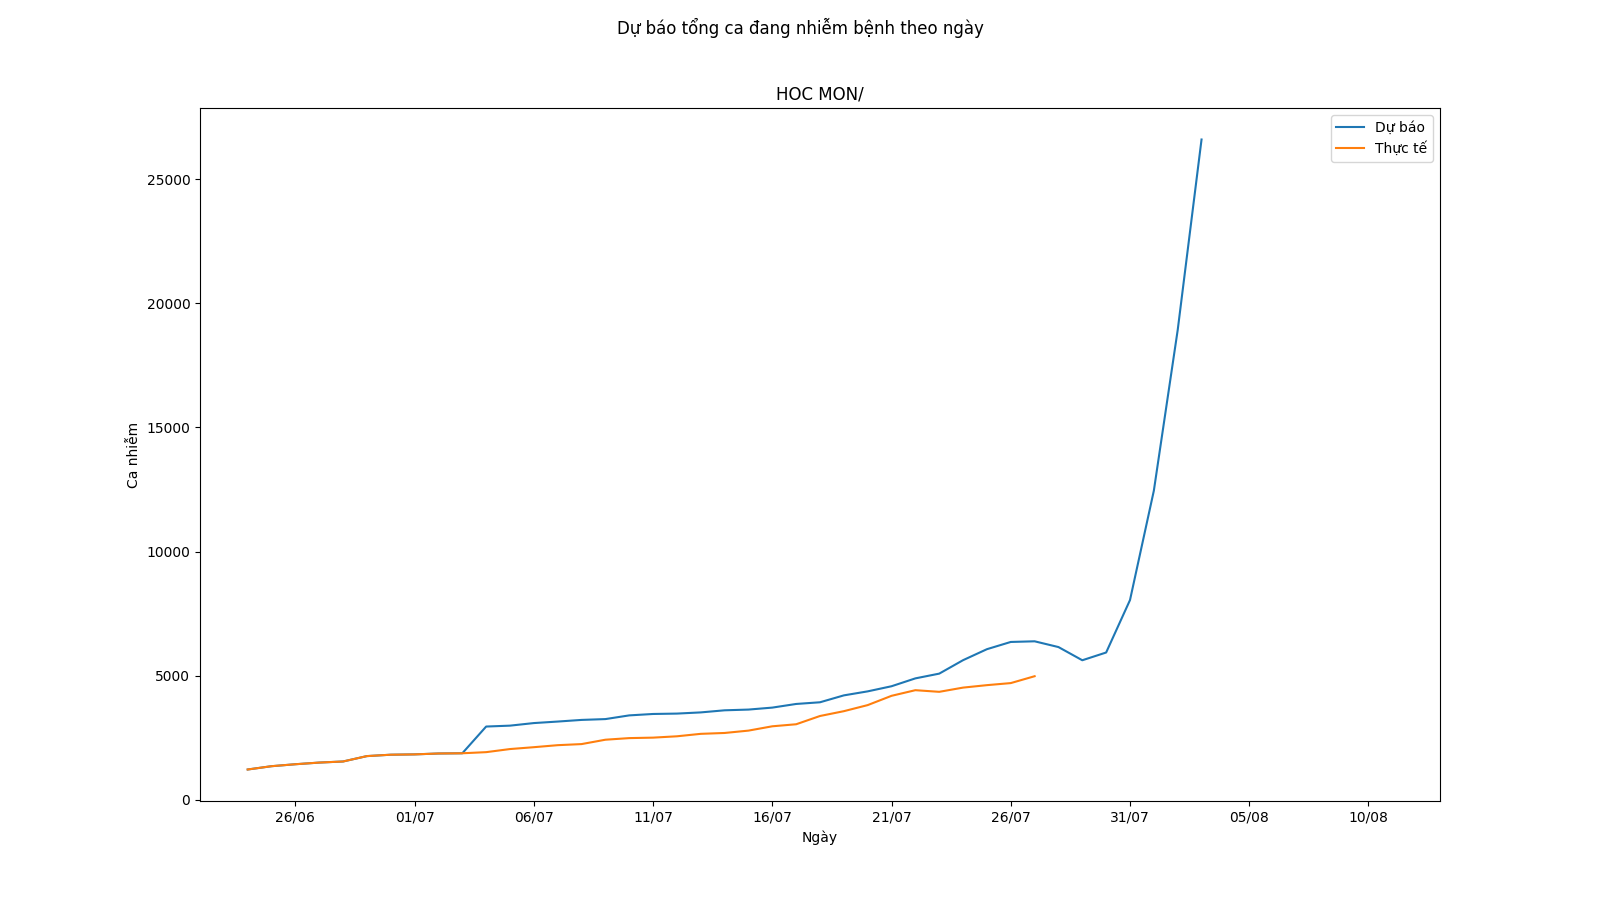 Dự báo tổng ca đang nhiễm bệnh theo ngày
HOC MON/
Dự báo
Thực tế
25000
20000
15000
10000
5000
0
Ca nhiễm
26/06 01/07 06/07 11/07 16/07 21/07 26/07 31/07 05/08 10/08
Ngày